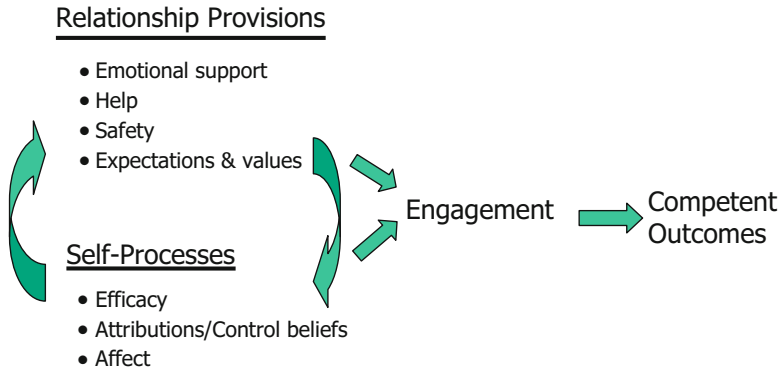 Relationship Provisions
• Emotional support
• Help
• Safety
• Expectations & values
Engagement
Competent
Outcomes
Self-Processes
• Efficacy
• Attributions/Control beliefs
• Affect